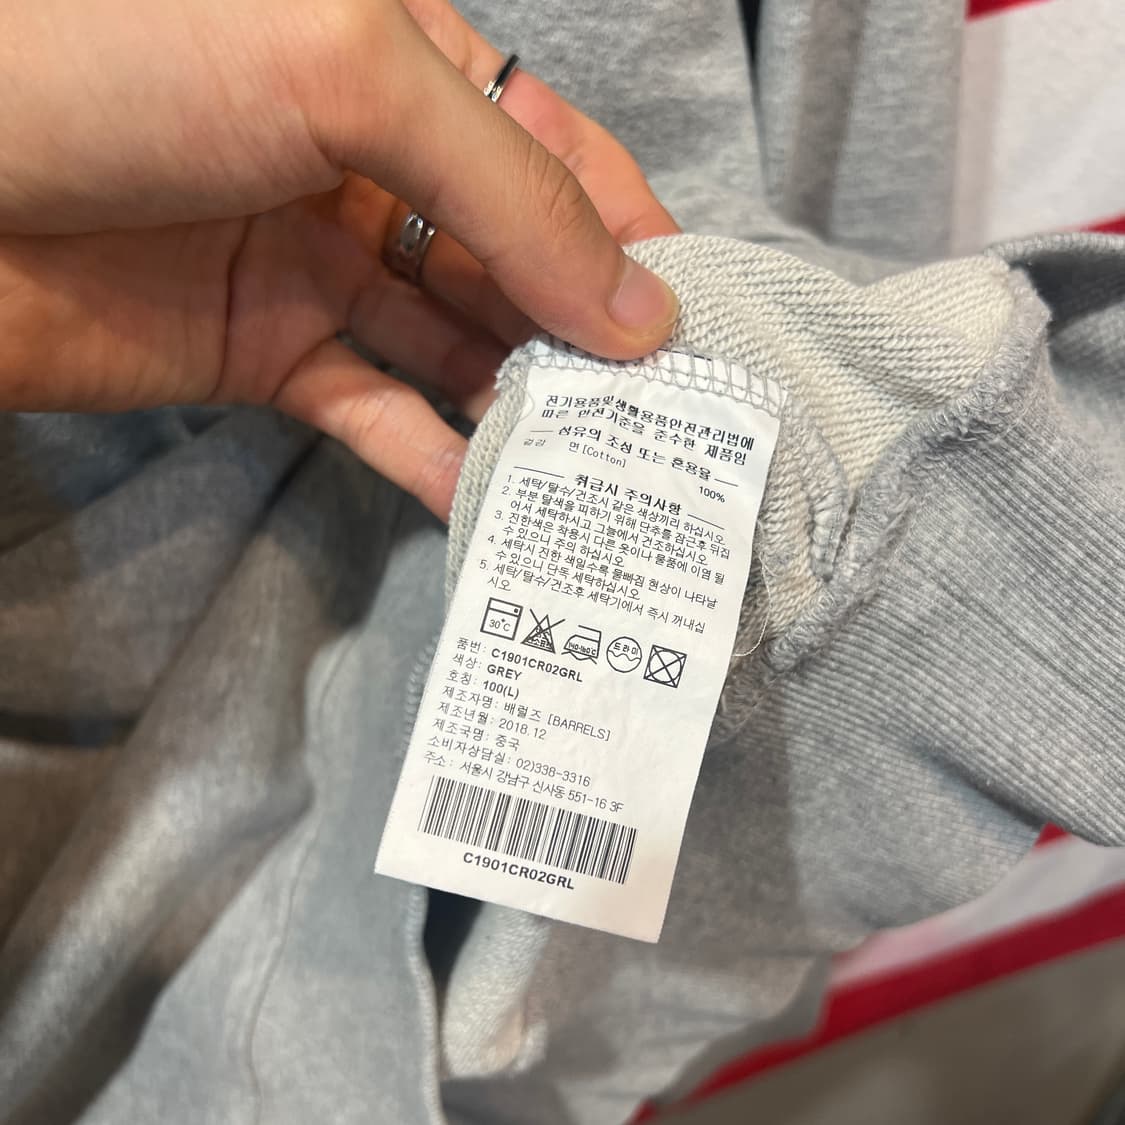 전기용품및생활용품안전관리법에
따른 안전기준을 준수한 제품임
섬유의 조성 또는 혼용율
겉감 면[Cotton] 100%
취급시 주의사항
1. 세탁/탈수/건조시 같은 색상끼리 하십시오
2. 부분 탈색을 피하기 위해 단추를 잠근후 뒤집
어서 세탁하시고 그늘에서 건조하십시오
3. 진한색은 착용시 다른 옷이나 물품에 이염 될
수 있으니 주의 하십시오
4. 세탁시 진한 색일수록 물빠짐 현상이 나타날
수 있으니 단독 세탁하십시오
5. 세탁/탈수/건조후 세탁기에서 즉시 꺼내십
시오
30℃ 염소표백 140-160℃ 드라이
품번: C1901CR02GRL
색상: GREY
호칭: 100(L)
제조자명: 배럴즈 [BARRELS]
제조년월: 2018.12
제조국명: 중국
소비자상담실: 02)338-3316
주소: 서울시 강남구 신사동 551-16 3F
C1901CR02GRL